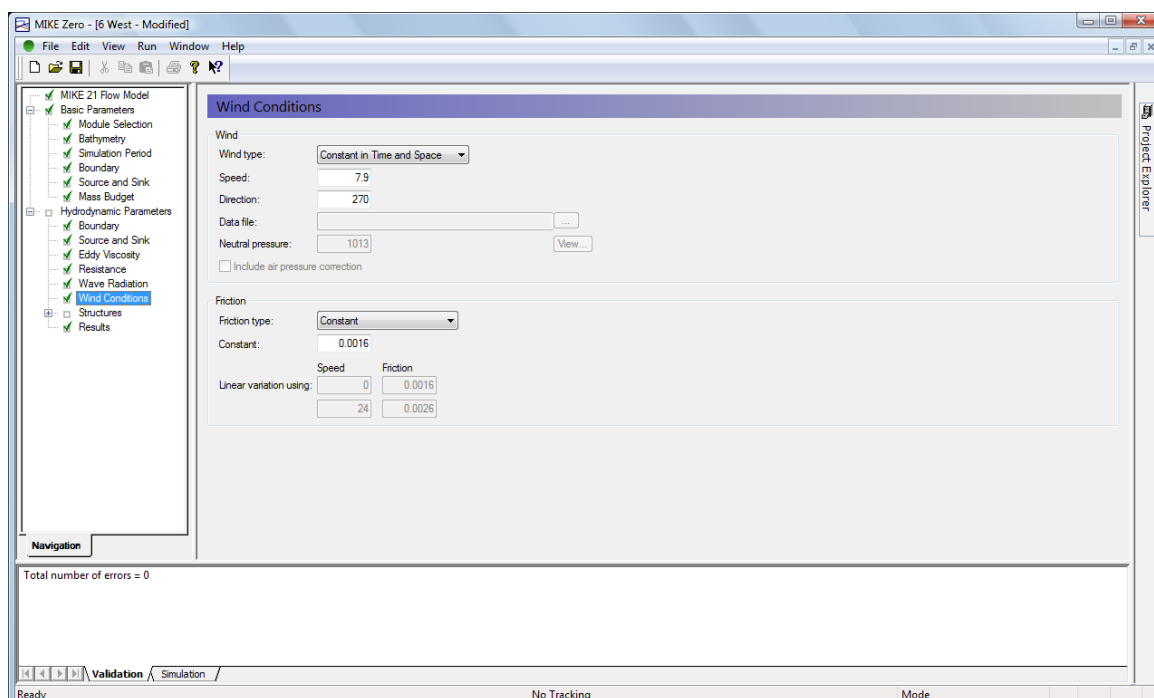 MIKE Zero - [6 West - Modified]
File Edit View Run Window Help
MIKE 21 Flow Model
Basic Parameters
Module Selection
Bathymetry
Simulation Period
Boundary
Source and Sink
Mass Budget
Hydrodynamic Parameters
Boundary
Source and Sink
Eddy Viscosity
Resistance
Wave Radiation
Wind Conditions
Structures
Results
Navigation
Wind Conditions
Wind
Wind type: Constant in Time and Space
Speed: 7.9
Direction: 270
Data file: ...
Neutral pressure: 1013 View...
Include air pressure correction
Friction
Friction type: Constant
Constant: 0.0016
Speed Friction
Linear variation using: 0 0.0016
24 0.0026
Project Explorer
Total number of errors = 0
Validation Simulation
Ready No Tracking Mode